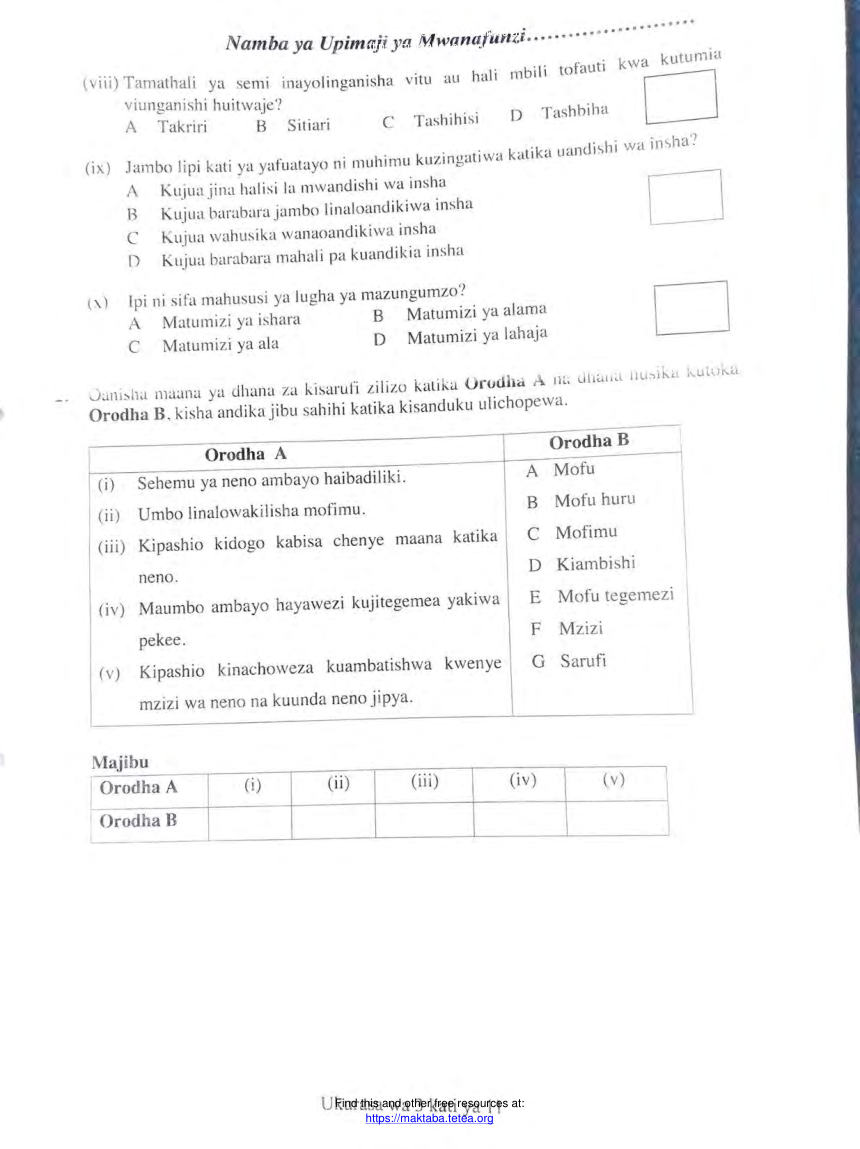 Namba ya Upimaji ya Mwanafunzi..............................
(viii) Tamathali ya semi inayolinganisha vitu au hali mbili tofauti kwa kutumia
viunganishi huitwaje?
A Takriri B Sitiari C Tashihisi D Tashbiha
(ix) Jambo lipi kati ya yafuatayo ni muhimu kuzingatiwa katika uandishi wa insha?
A Kujua jina halisi la mwandishi wa insha
B Kujua barabara jambo linaloandikiwa insha
C Kujua wahusika wanaoandikiwa insha
D Kujua barabara mahali pa kuandikia insha
(x) Ipi ni sifa mahususi ya lugha ya mazungumzo?
A Matumizi ya ishara B Matumizi ya alama
C Matumizi ya ala D Matumizi ya lahaja
Oanisha maana ya dhana za kisarufi zilizo katika Orodha A na dhana husika kutoka
Orodha B, kisha andika jibu sahihi katika kisanduku ulichopewa.
Orodha A Orodha B
(i) Sehemu ya neno ambayo haibadiliki.
(ii) Umbo linalowakilisha mofimu.
(iii) Kipashio kidogo kabisa chenye maana katika
neno.
(iv) Maumbo ambayo hayawezi kujitegemea yakiwa
pekee.
(v) Kipashio kinachoweza kuambatishwa kwenye
mzizi wa neno na kuunda neno jipya.
A Mofu
B Mofu huru
C Mofimu
D Kiambishi
E Mofu tegemezi
F Mzizi
G Sarufi
Majibu
Orodha A (i) (ii) (iii) (iv) (v)
Orodha B
Ukurasa wa 3 kati ya 11
Find this and other free resources at:
https://maktaba.tetea.org